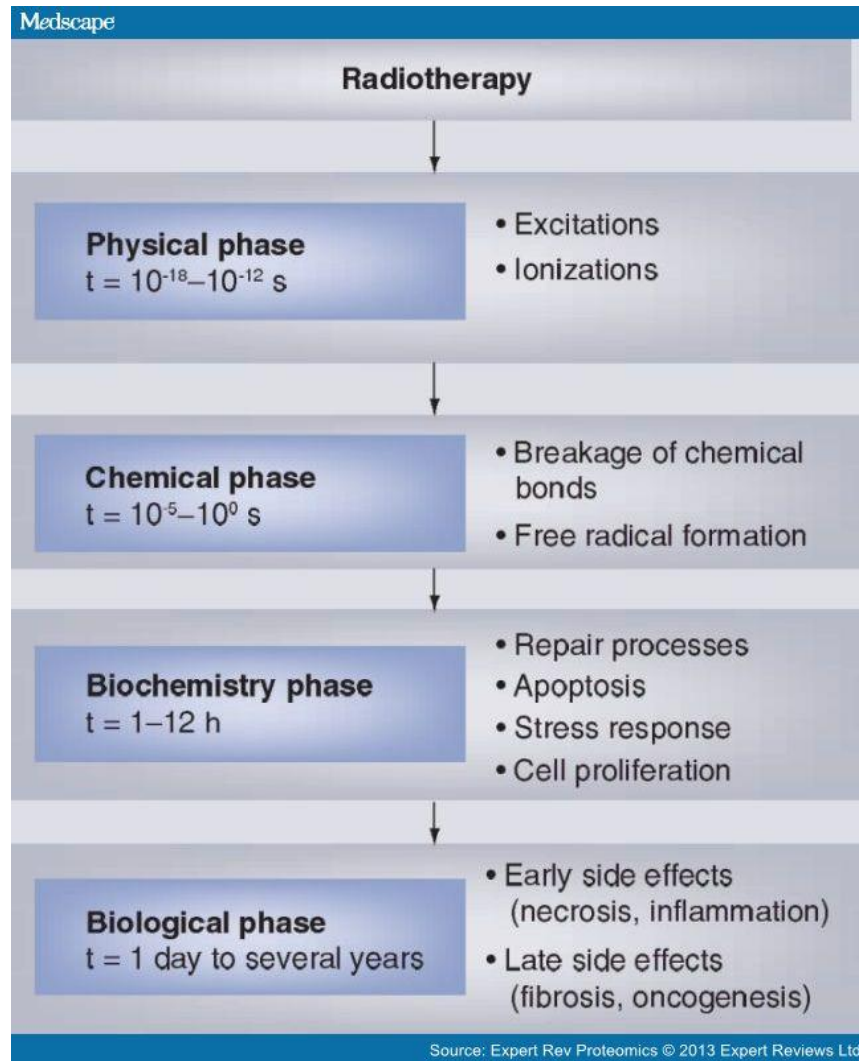 Medscape
Radiotherapy
Physical phase
t = 10⁻¹⁸–10⁻¹² s
• Excitations
• Ionizations
Chemical phase
t = 10⁻⁵–10⁰ s
• Breakage of chemical
bonds
• Free radical formation
Biochemistry phase
t = 1–12 h
• Repair processes
• Apoptosis
• Stress response
• Cell proliferation
Biological phase
t = 1 day to several years
• Early side effects
(necrosis, inflammation)
• Late side effects
(fibrosis, oncogenesis)
Source: Expert Rev Proteomics © 2013 Expert Reviews Ltd